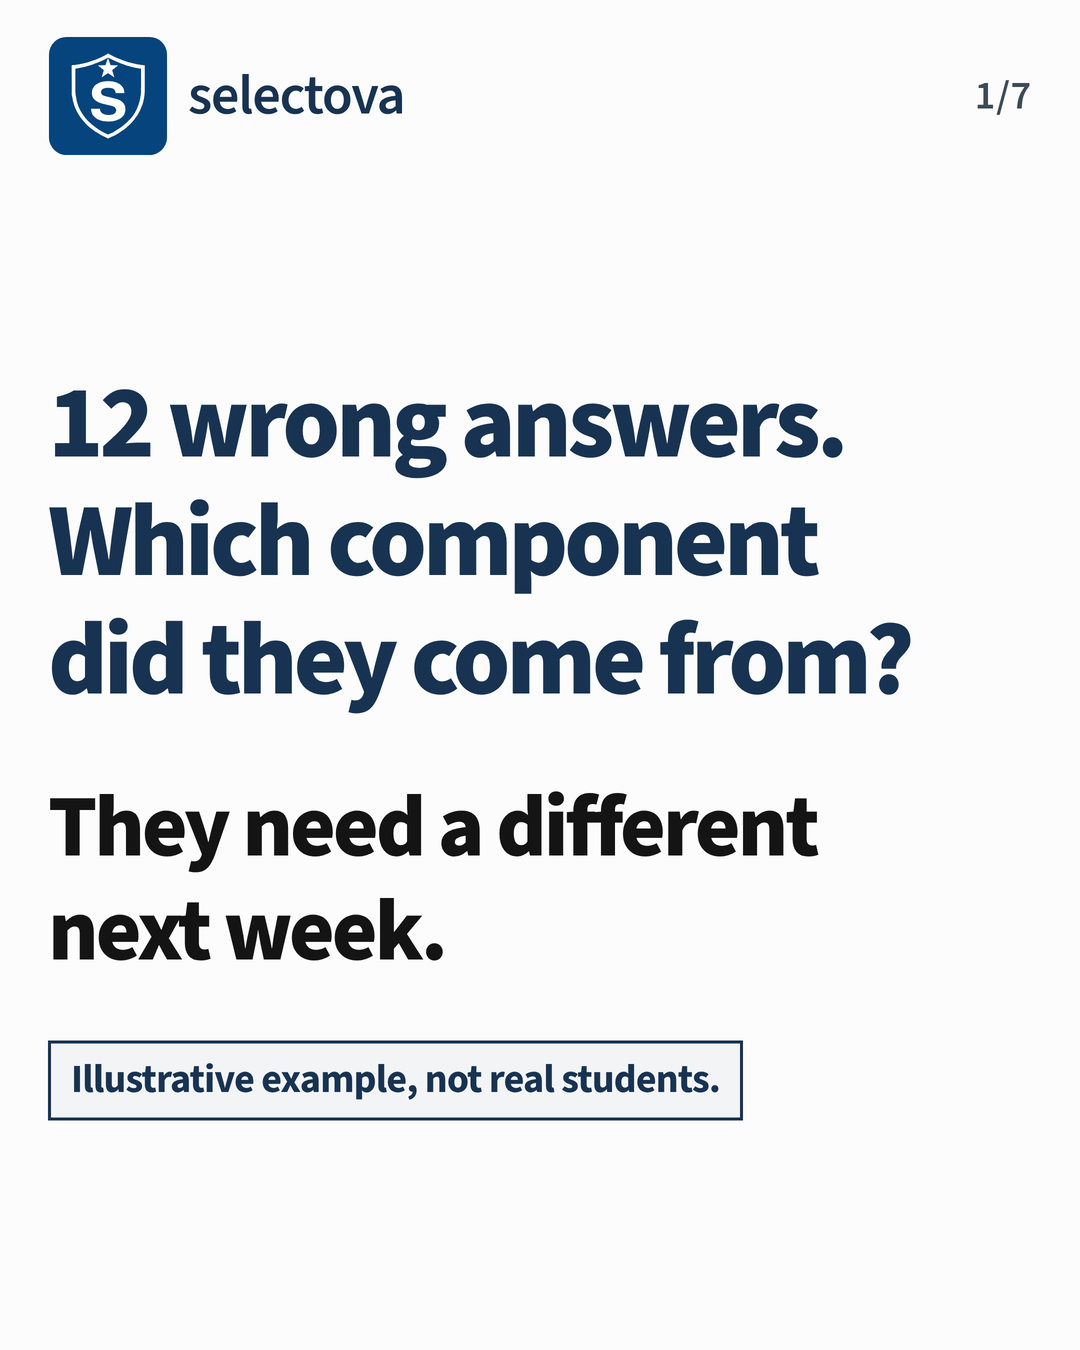 S
selectova
1/7
12 wrong answers.
Which component
did they come from?
They need a different
next week.
Illustrative example, not real students.